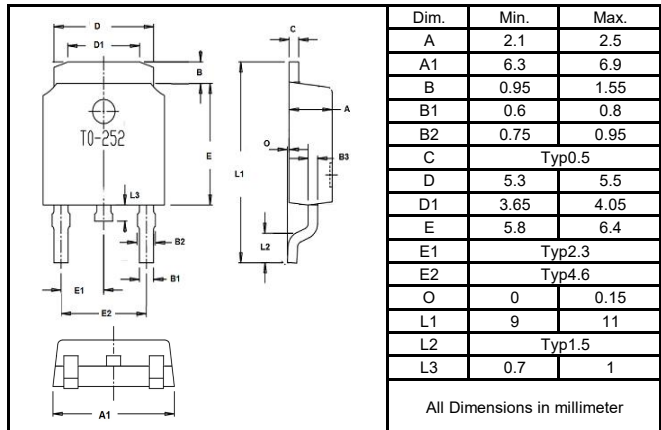 D
D1
B
TO-252
E
L3
B2
B1
E1
E2
A1
C
A
O
B3
L1
L2
Dim. Min. Max.
A 2.1 2.5
A1 6.3 6.9
B 0.95 1.55
B1 0.6 0.8
B2 0.75 0.95
C Typ0.5
D 5.3 5.5
D1 3.65 4.05
E 5.8 6.4
E1 Typ2.3
E2 Typ4.6
O 0 0.15
L1 9 11
L2 Typ1.5
L3 0.7 1
All Dimensions in millimeter